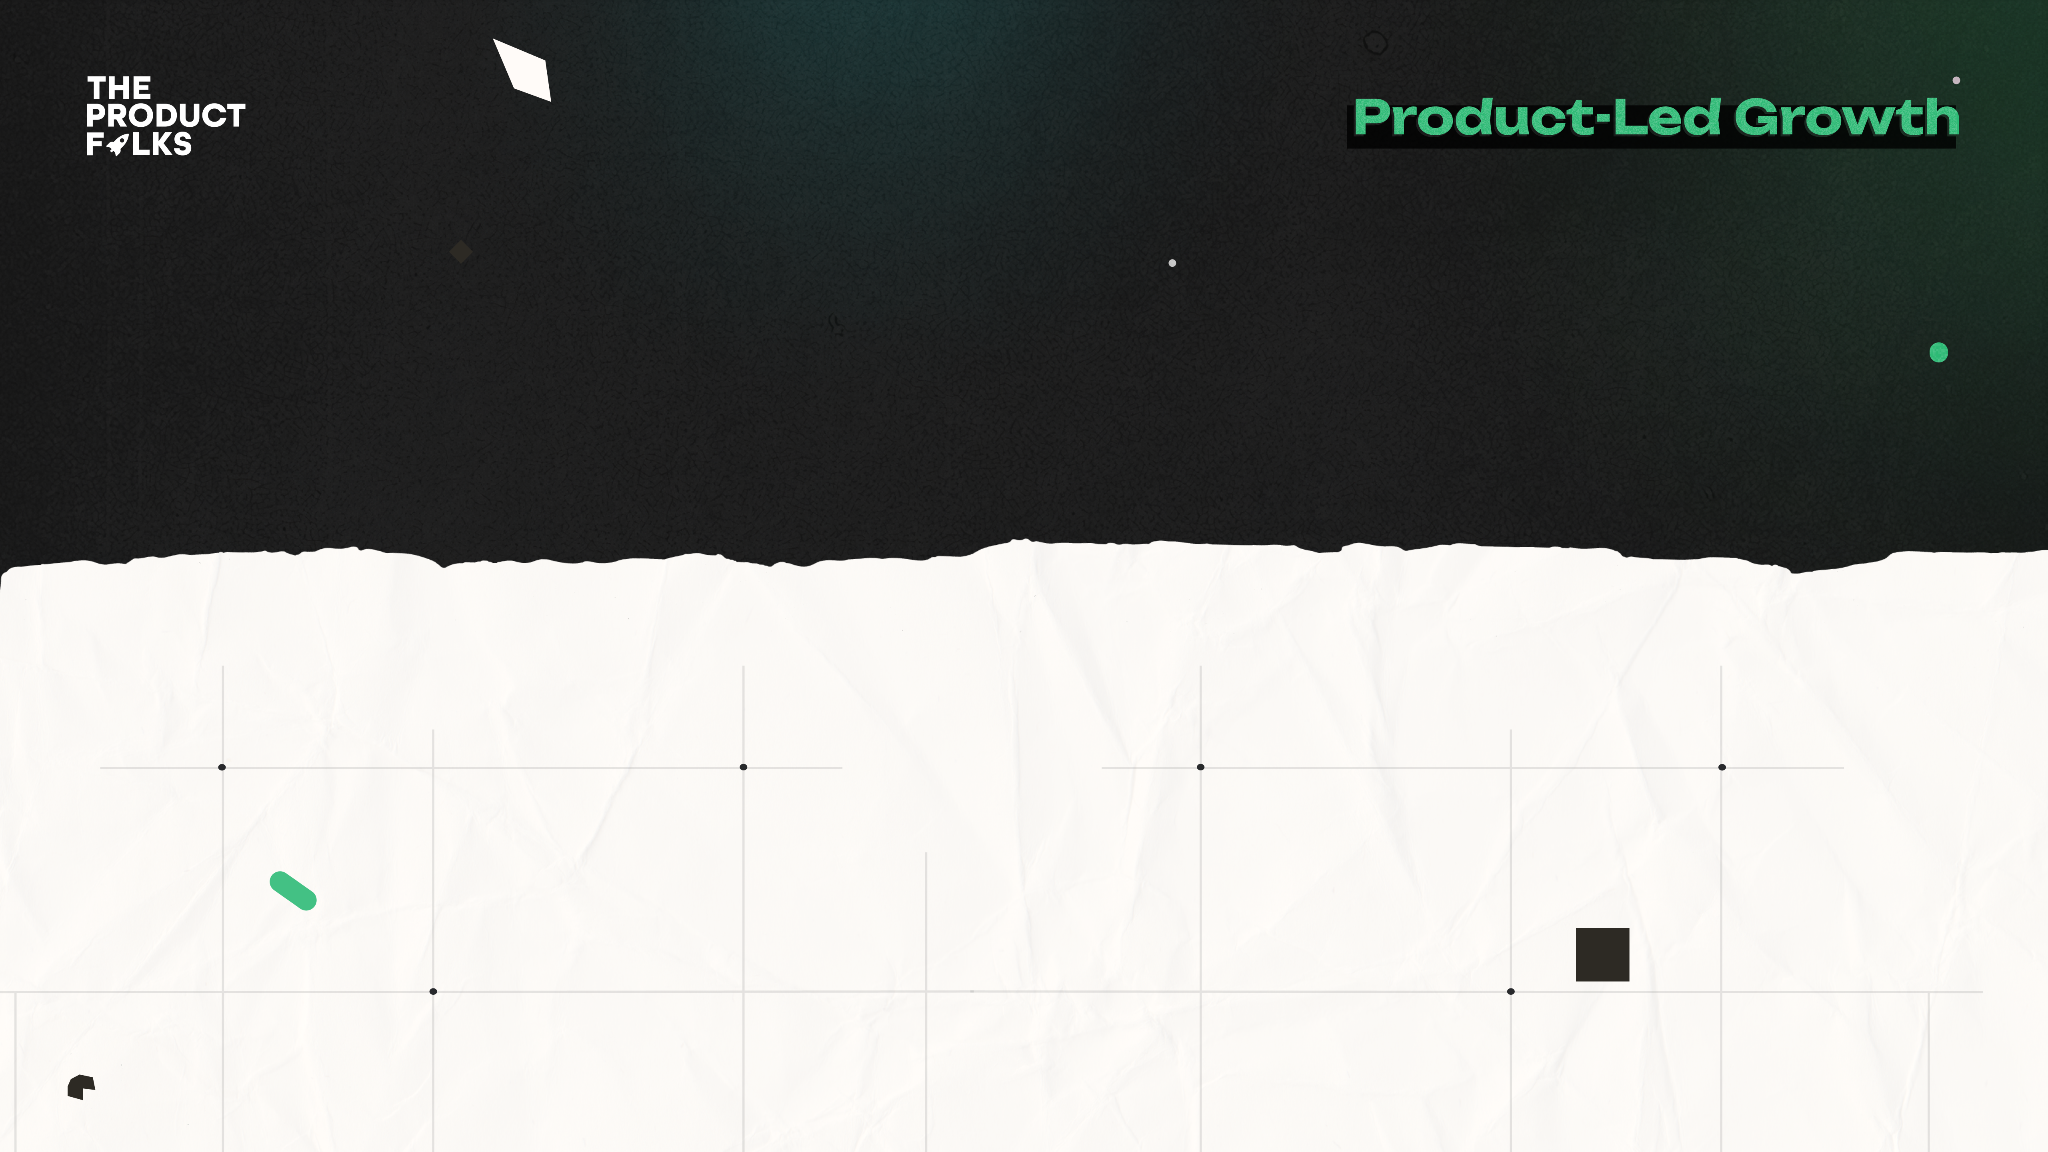 THE
PRODUCT
FOLKS
Product-Led Growth